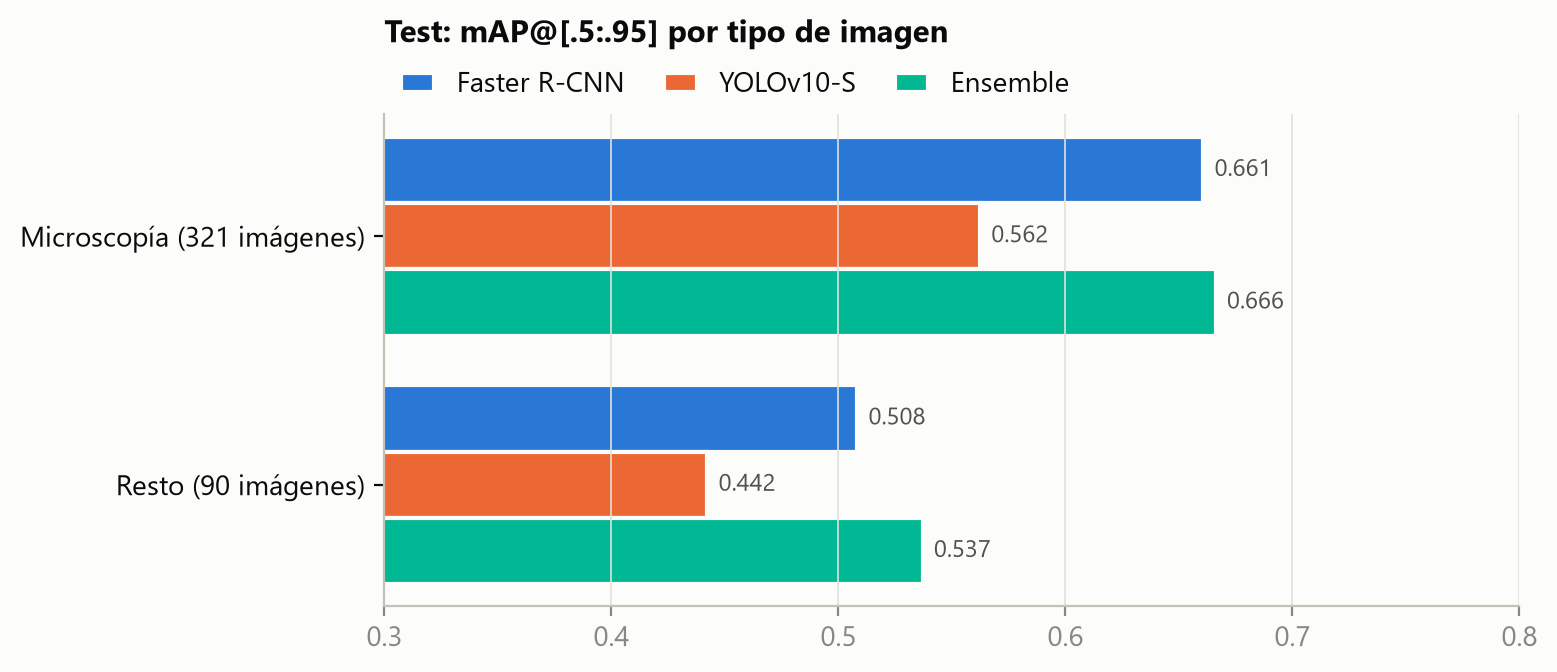 Test: mAP@[.5:.95] por tipo de imagen
Faster R-CNN YOLOv10-S Ensemble
0.661
Microscopía (321 imágenes) 0.562
0.666
0.508
Resto (90 imágenes) 0.442
0.537
0.3 0.4 0.5 0.6 0.7 0.8